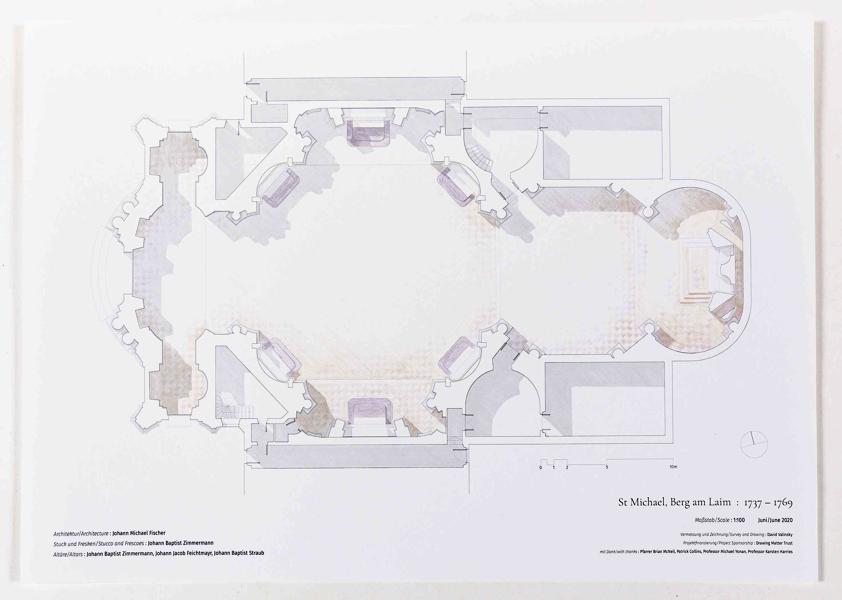 0 1 2 5 10m
St Michael, Berg am Laim : 1737 – 1769
Maßstab/Scale : 1:100 Juni/June 2020
Vermessung und Zeichnung/Survey and Drawing : David Valinsky
Projektfinanzierung/Project Sponsorship : Drawing Matter Trust
mit Dank/with thanks : Pfarrer Brian McNeil, Patrick Collins, Professor Michael Yonan, Professor Karsten Harries
Architektur/Architecture : Johann Michael Fischer
Stuck und Fresken/Stucco and Frescoes : Johann Baptist Zimmermann
Altäre/Altars : Johann Baptist Zimmermann, Johann Jacob Feichtmayr, Johann Baptist Straub